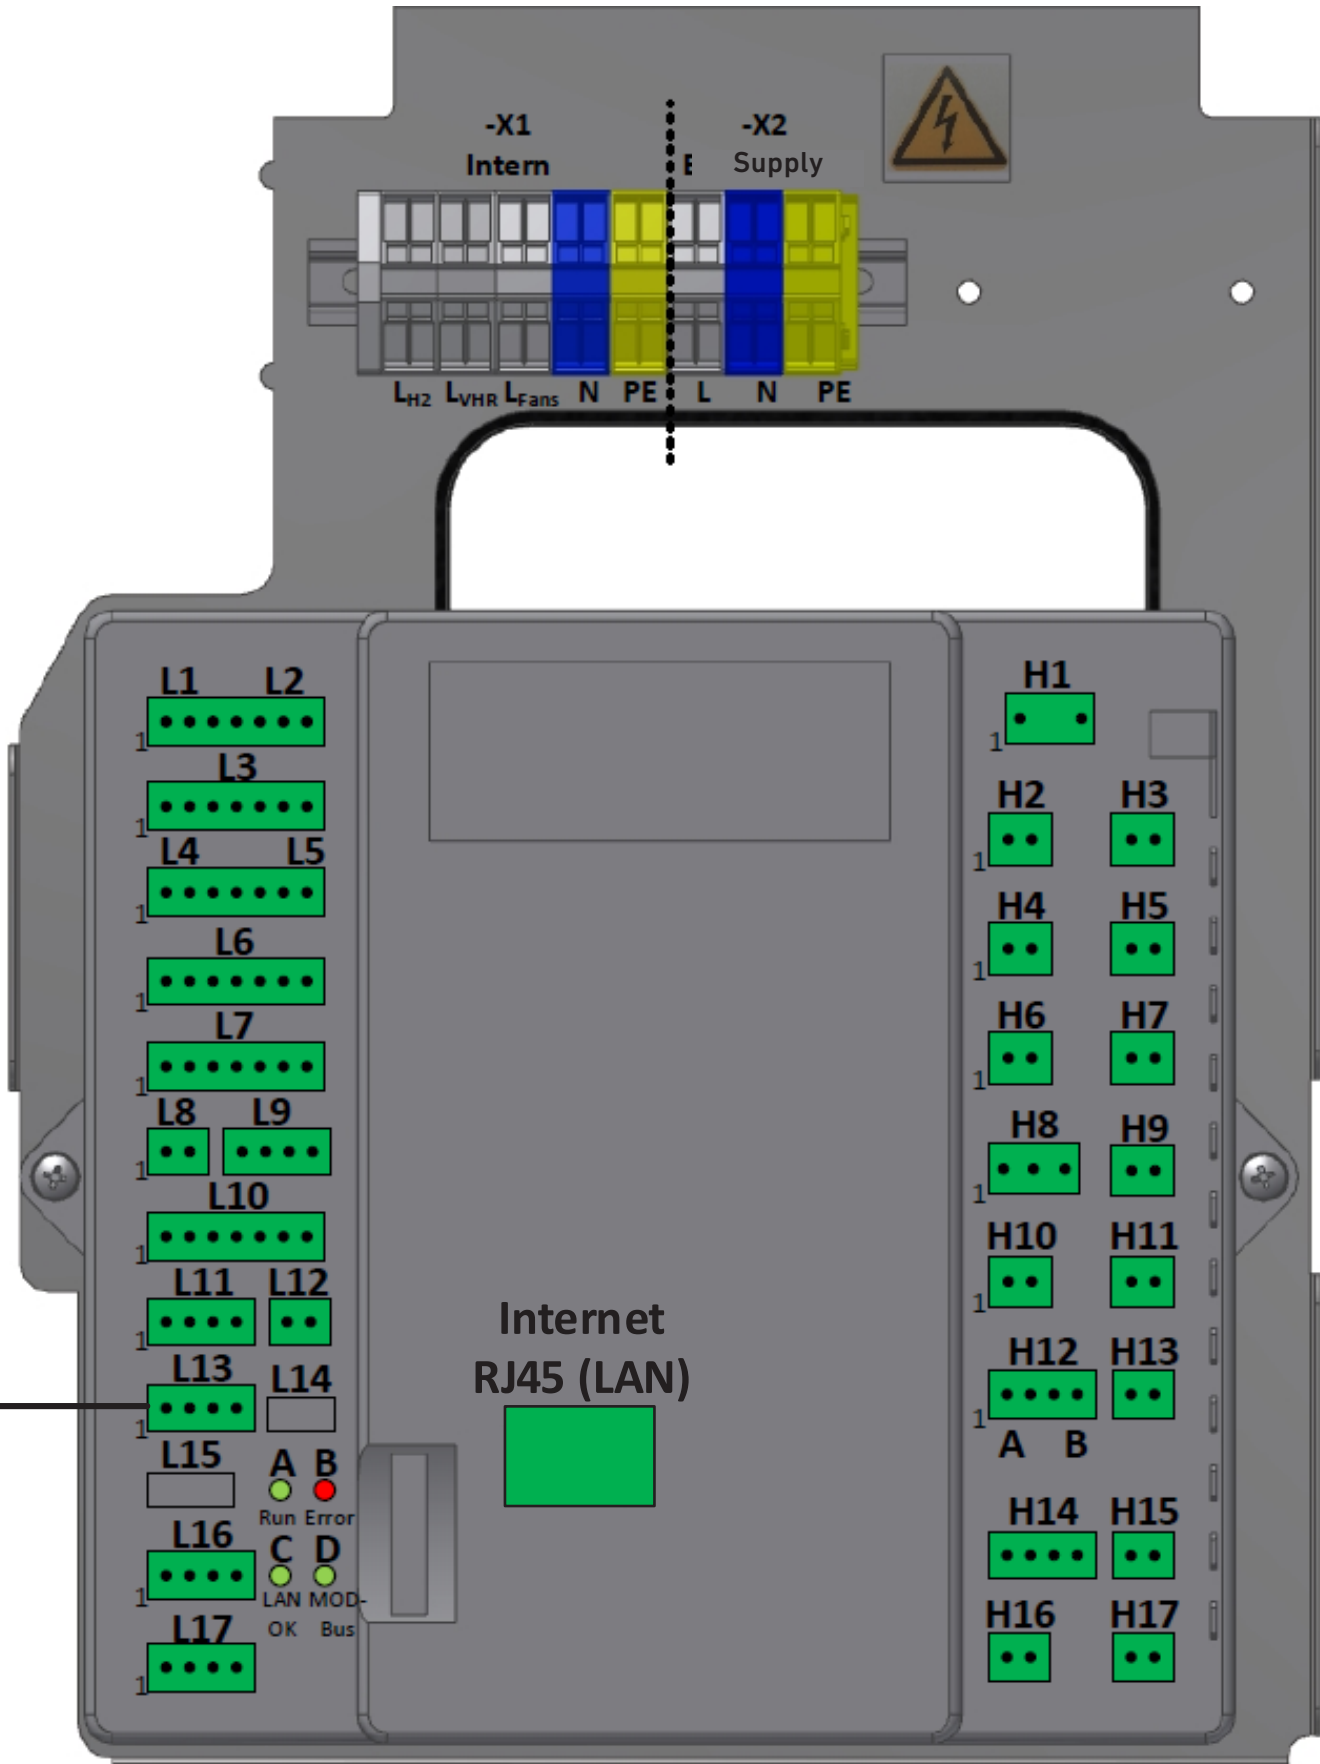 -X1 -X2
Intern E Supply
LH2 LVHR LFans N PE L N PE
L1 L2
1
L3
1
L4 L5
1
L6
1
L7
1
L8 L9
1
L10
1
L11 L12
1
L13 L14
1
L15 A B
Run Error
L16 C D
1 LAN MOD-
OK Bus
L17
1
Internet
RJ45 (LAN)
H1
1
H2 H3
1
H4 H5
1
H6 H7
1
H8 H9
1
H10 H11
1
H12 H13
1
A B
H14 H15
H16 H17